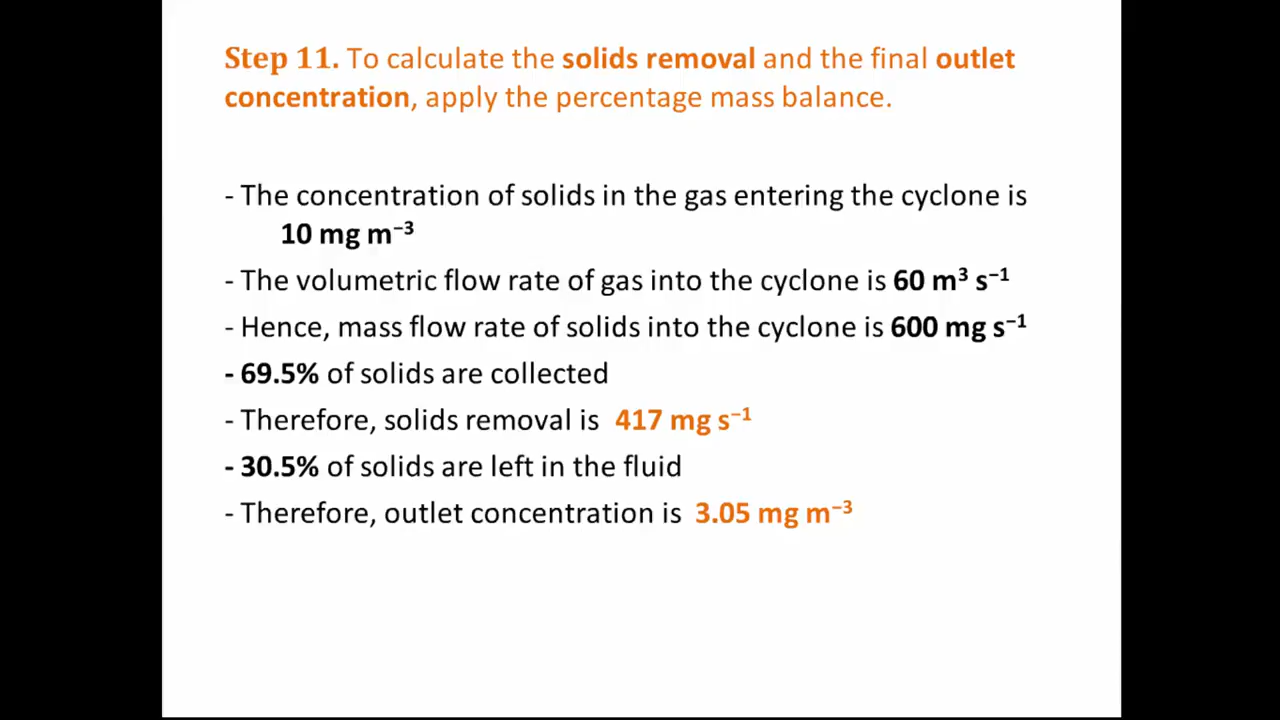 Step 11. To calculate the solids removal and the final outlet
concentration, apply the percentage mass balance.
- The concentration of solids in the gas entering the cyclone is
10 mg m⁻³
- The volumetric flow rate of gas into the cyclone is 60 m³ s⁻¹
- Hence, mass flow rate of solids into the cyclone is 600 mg s⁻¹
- 69.5% of solids are collected
- Therefore, solids removal is 417 mg s⁻¹
- 30.5% of solids are left in the fluid
- Therefore, outlet concentration is 3.05 mg m⁻³